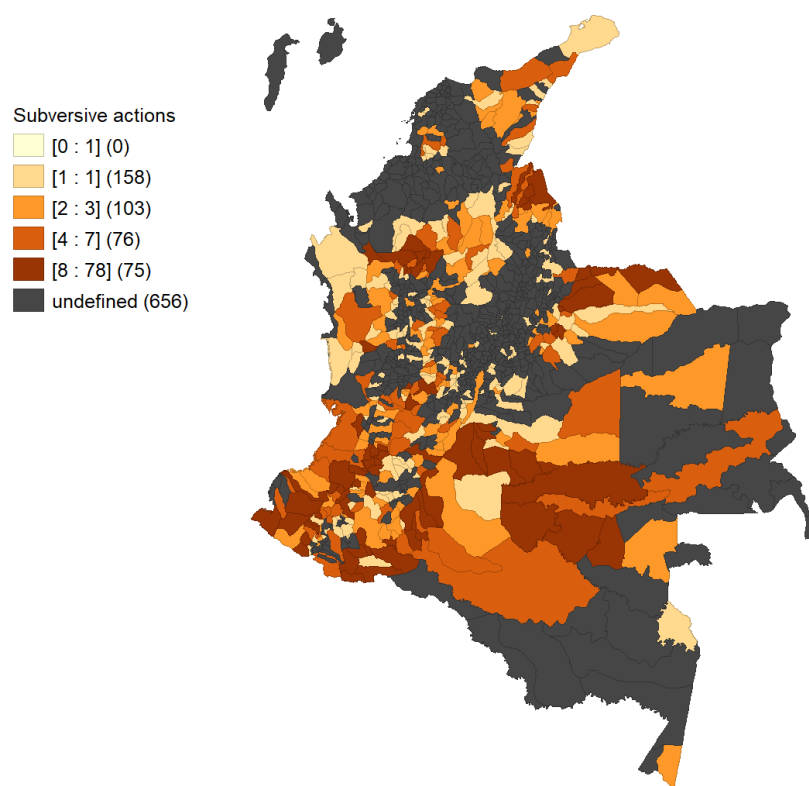 Subversive actions
[0 : 1] (0)
[1 : 1] (158)
[2 : 3] (103)
[4 : 7] (76)
[8 : 78] (75)
undefined (656)